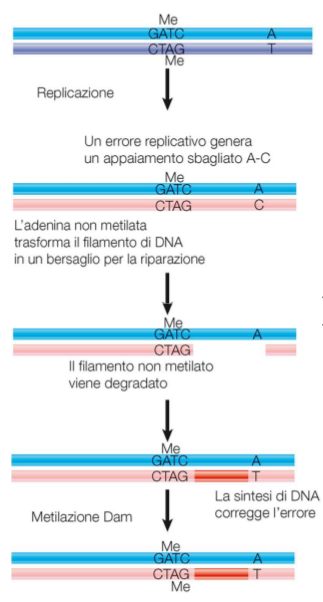 Me
GATC A
CTAG T
Me
Replicazione
Un errore replicativo genera
un appaiamento sbagliato A-C
Me
GATC A
CTAG C
L'adenina non metilata
trasforma il filamento di DNA
in un bersaglio per la riparazione
Me
GATC A
CTAG
Il filamento non metilato
viene degradato
Me
GATC A
CTAG T
La sintesi di DNA
corregge l'errore
Metilazione Dam
Me
GATC A
CTAG T
Me